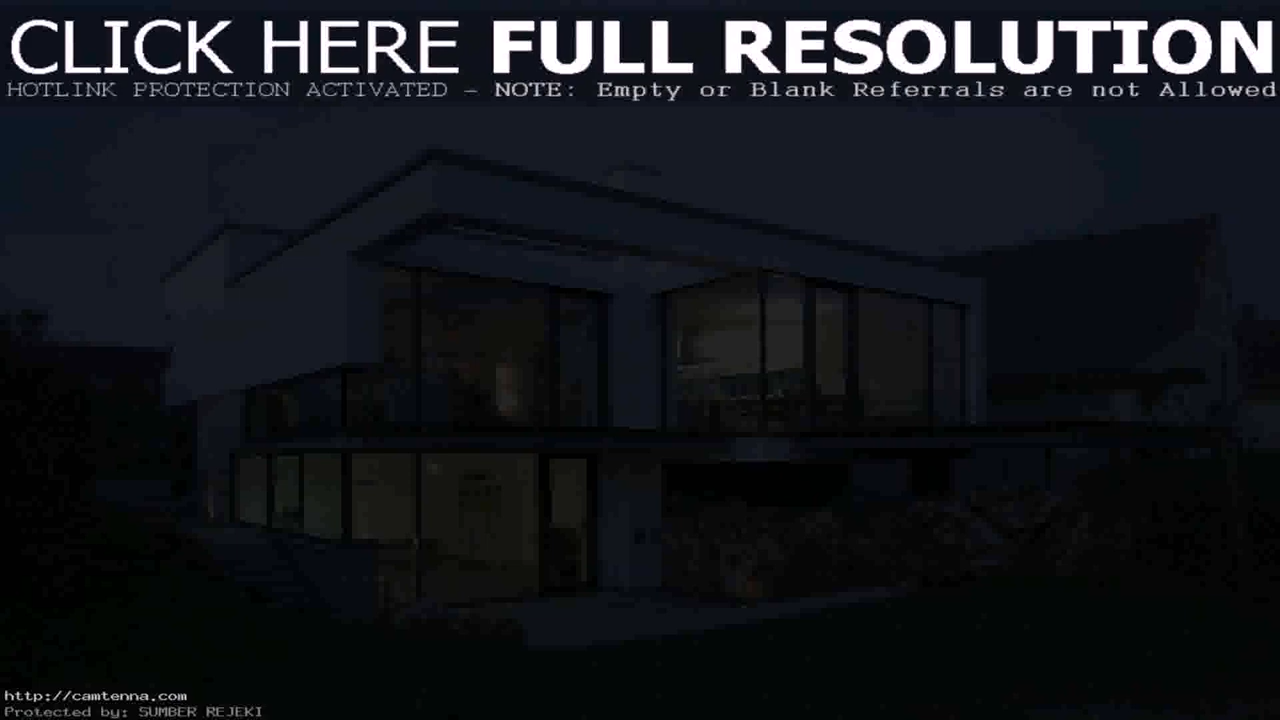 CLICK HERE FULL RESOLUTION
HOTLINK PROTECTION ACTIVATED - NOTE: Empty or Blank Referrals are not Allowed
http://camtenna.com
Protected by: SUMBER REJEKI